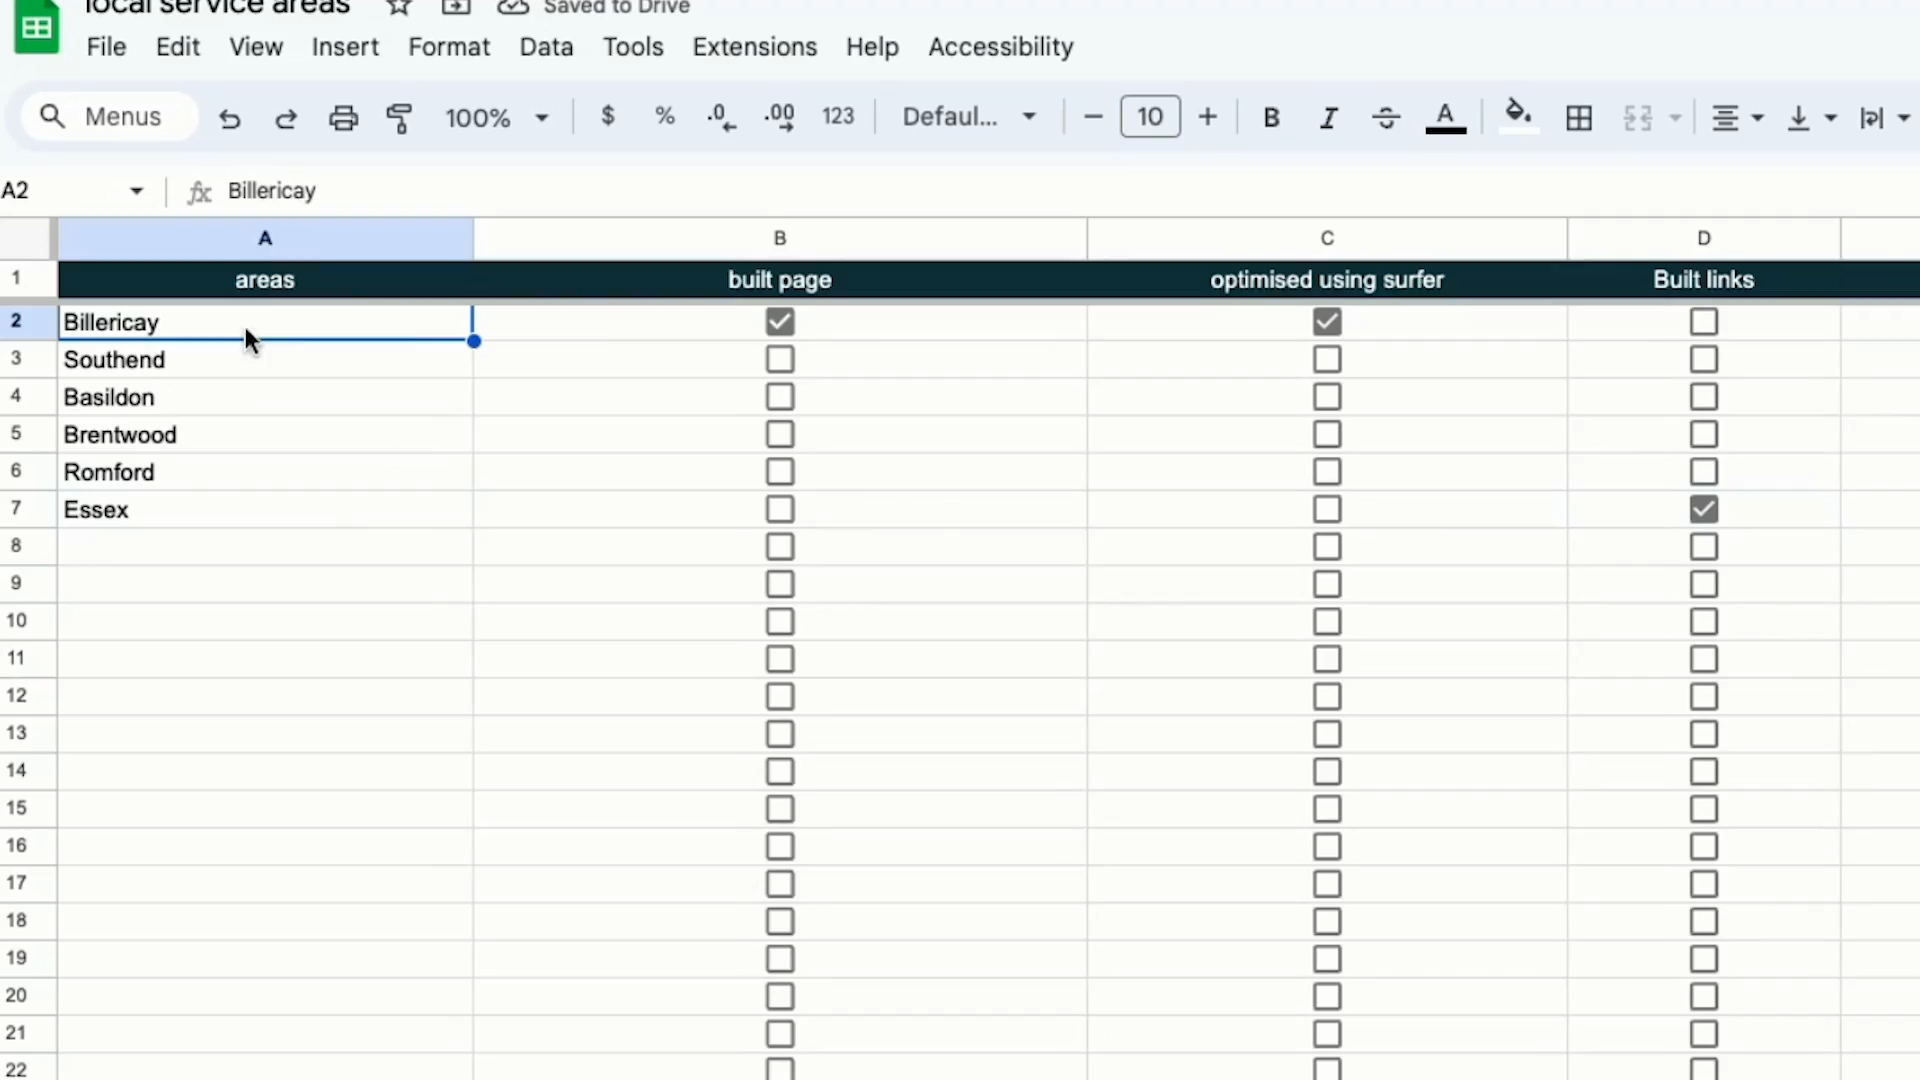 local service areas Saved to Drive
File Edit View Insert Format Data Tools Extensions Help Accessibility
Menus 100% $ % .0 .00 123 Defaul... − 10 + B I A
A2 fx Billericay
A B C D
1 areas built page optimised using surfer Built links
2 Billericay
3 Southend
4 Basildon
5 Brentwood
6 Romford
7 Essex
8
9
10
11
12
13
14
15
16
17
18
19
20
21
22